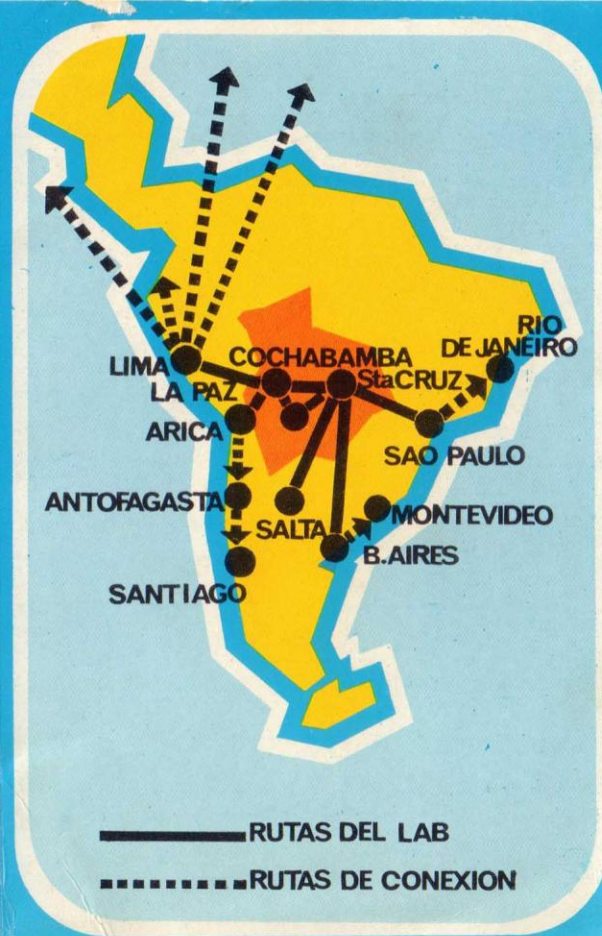 RIO
DE JANEIRO
LIMA
COCHABAMBA
LA PAZ
StaCRUZ
ARICA
SAO PAULO
ANTOFAGASTA
SALTA
MONTEVIDEO
B.AIRES
SANTIAGO
RUTAS DEL LAB
RUTAS DE CONEXION